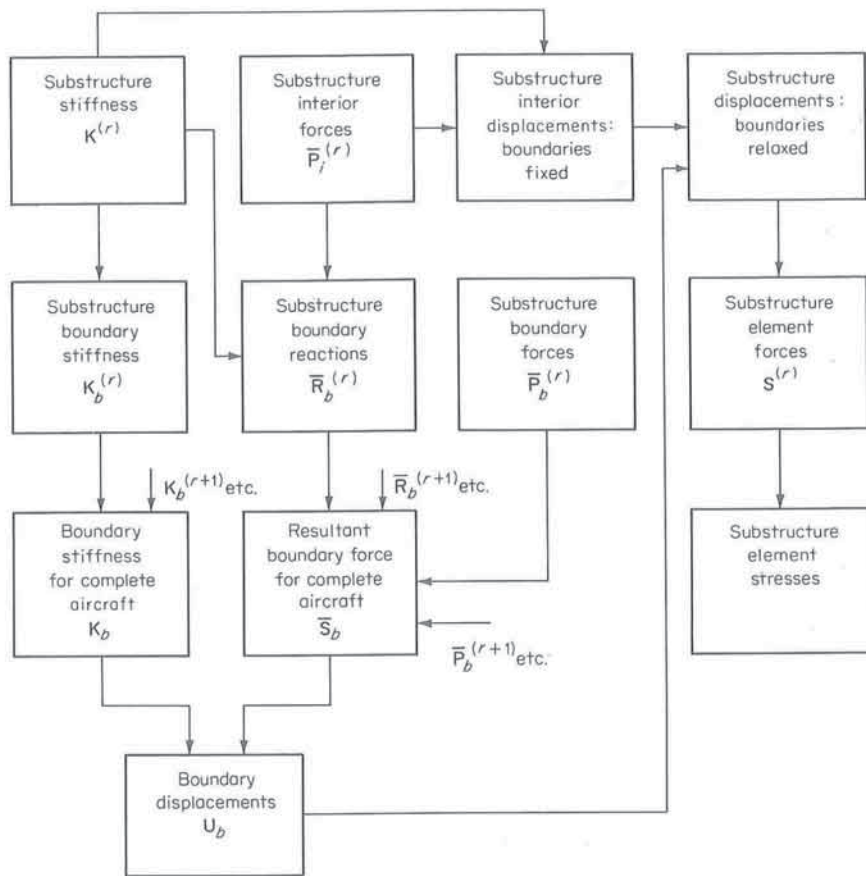 Substructure
stiffness
K^(r)
Substructure
interior
forces
P̅_i^(r)
Substructure
interior
displacements:
boundaries
fixed
Substructure
displacements:
boundaries
relaxed
Substructure
boundary
stiffness
K_b^(r)
Substructure
boundary
reactions
R̅_b^(r)
Substructure
boundary
forces
P̅_b^(r)
Substructure
element
forces
S^(r)
K_b^(r+1) etc.
R̅_b^(r+1) etc.
Boundary
stiffness
for complete
aircraft
K_b
Resultant
boundary force
for complete
aircraft
S̅_b
Substructure
element
stresses
P̅_b^(r+1) etc.
Boundary
displacements
U_b